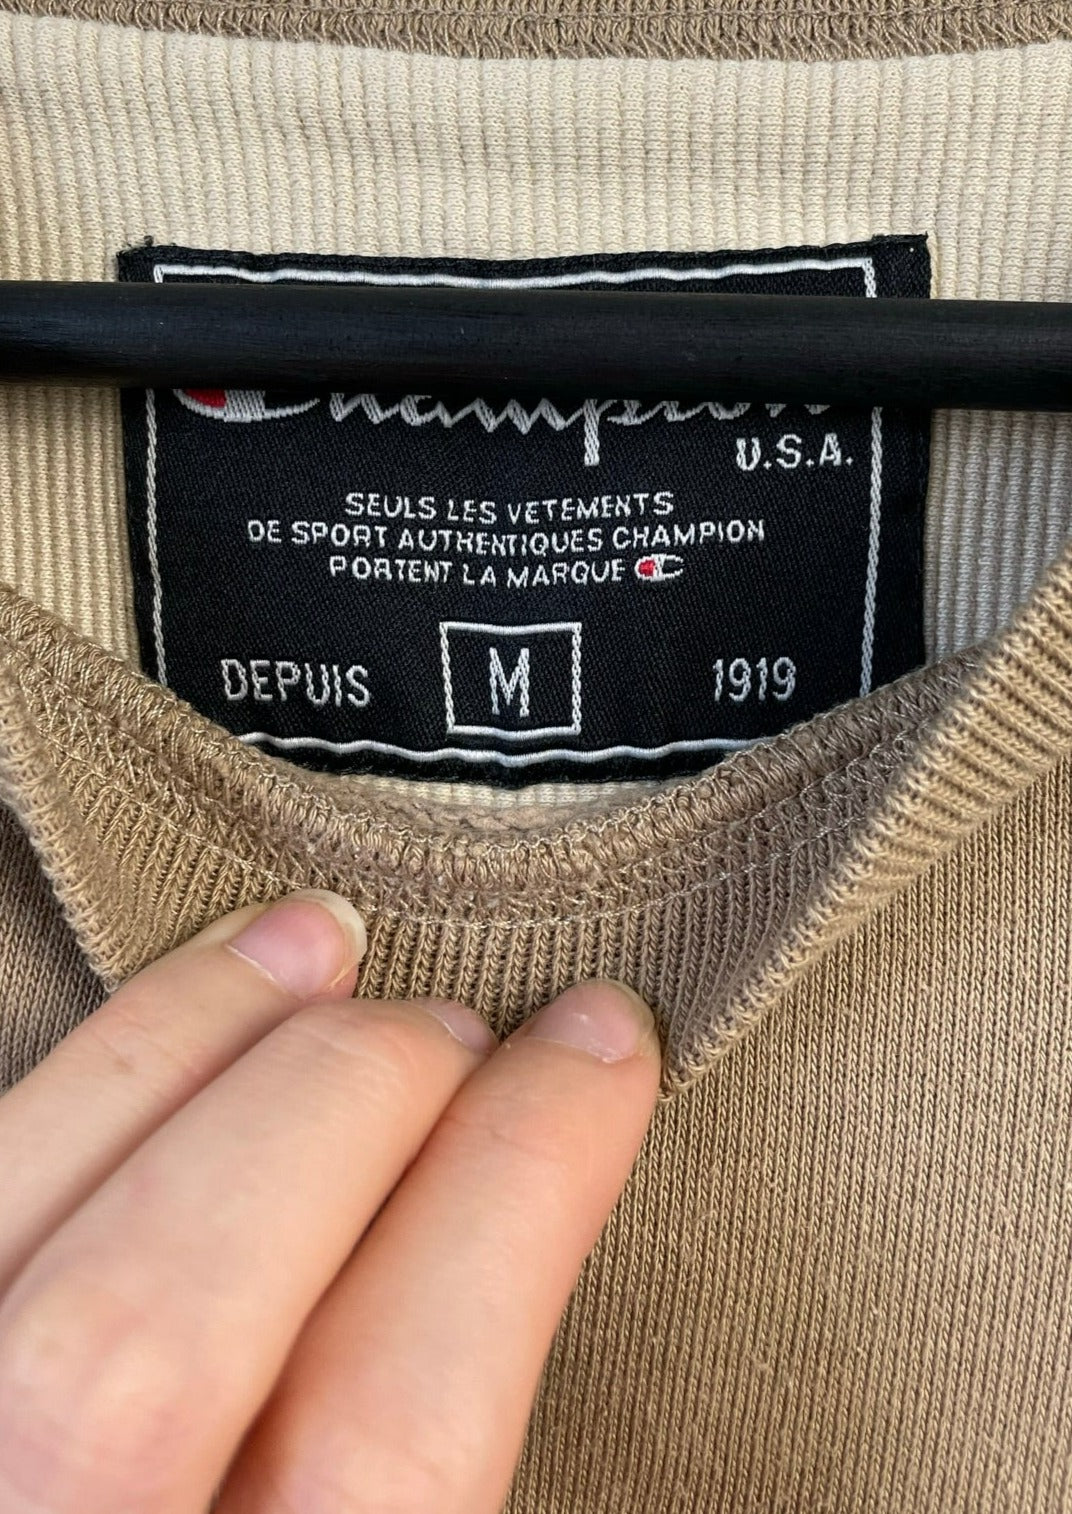 Champion
U.S.A.
SEULS LES VETEMENTS
DE SPORT AUTHENTIQUES CHAMPION
PORTENT LA MARQUE
DEPUIS M 1919